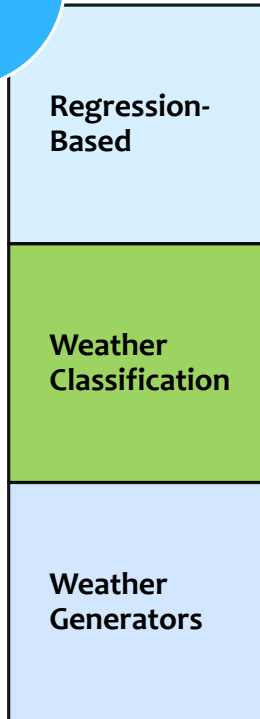 Regression-
Based
Weather
Classification
Weather
Generators